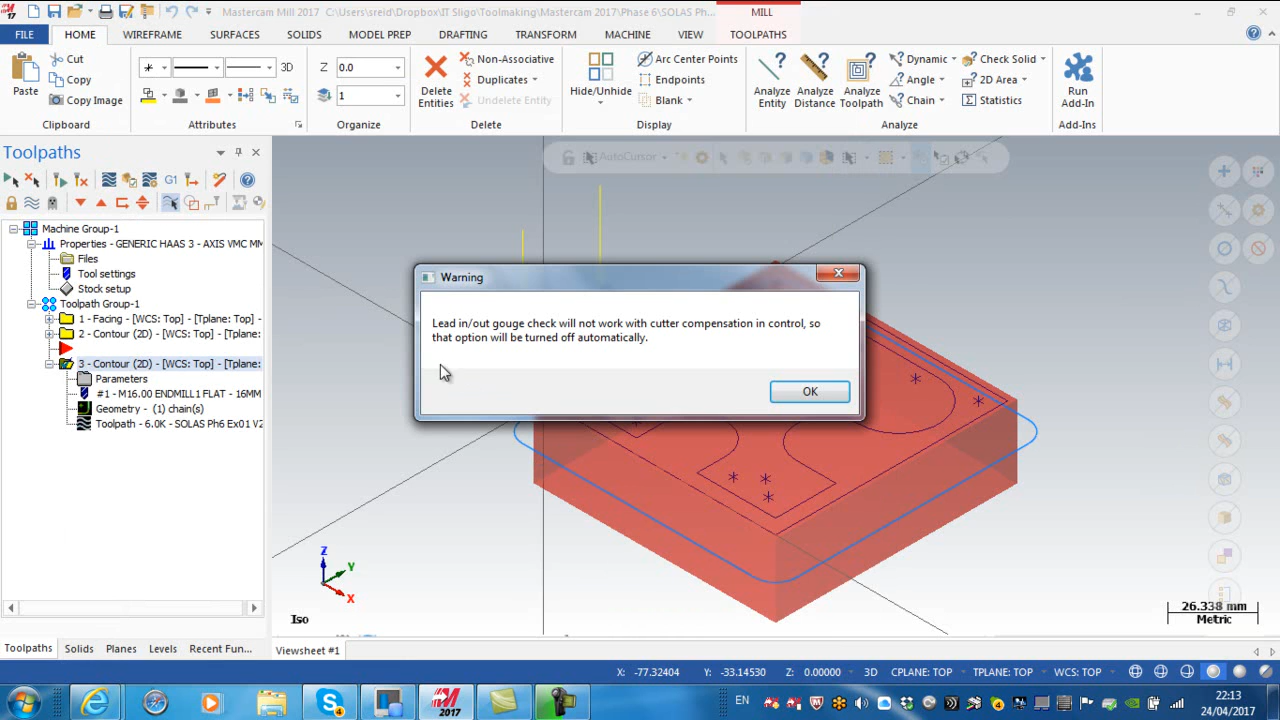 Mastercam Mill 2017 C:\Users\sreid\Dropbox\IT Sligo\Toolmaking\Mastercam 2017\Phase 6\SOLAS Ph...
MILL
FILE HOME WIREFRAME SURFACES SOLIDS MODEL PREP DRAFTING TRANSFORM MACHINE VIEW TOOLPATHS
Paste
Cut
Copy
Copy Image
Clipboard
3D
Attributes
Z 0.0
1
Organize
Delete
Entities
Non-Associative
Duplicates
Undelete Entity
Delete
Hide/Unhide
Arc Center Points
Endpoints
Blank
Display
Analyze
Entity
Analyze
Distance
Analyze
Toolpath
Dynamic
Angle
Chain
Check Solid
2D Area
Statistics
Analyze
Run
Add-In
Add-Ins
Toolpaths
AutoCursor
G1
Machine Group-1
Properties - GENERIC HAAS 3 - AXIS VMC MM
Files
Tool settings
Stock setup
Toolpath Group-1
1 - Facing - [WCS: Top] - [Tplane: Top]
2 - Contour (2D) - [WCS: Top] - [Tplane:
3 - Contour (2D) - [WCS: Top] - [Tplane:
Parameters
#1 - M16.00 ENDMILL1 FLAT - 16MM
Geometry - (1) chain(s)
Toolpath - 6.0K - SOLAS Ph6 Ex01 V2
Warning
Lead in/out gouge check will not work with cutter compensation in control, so
that option will be turned off automatically.
OK
Z
Y
X
Iso
26.338 mm
Metric
Toolpaths Solids Planes Levels Recent Fun...
Viewsheet #1
X: -77.32404 Y: -33.14530 Z: 0.00000 3D CPLANE: TOP TPLANE: TOP WCS: TOP
2017
EN
22:13
24/04/2017